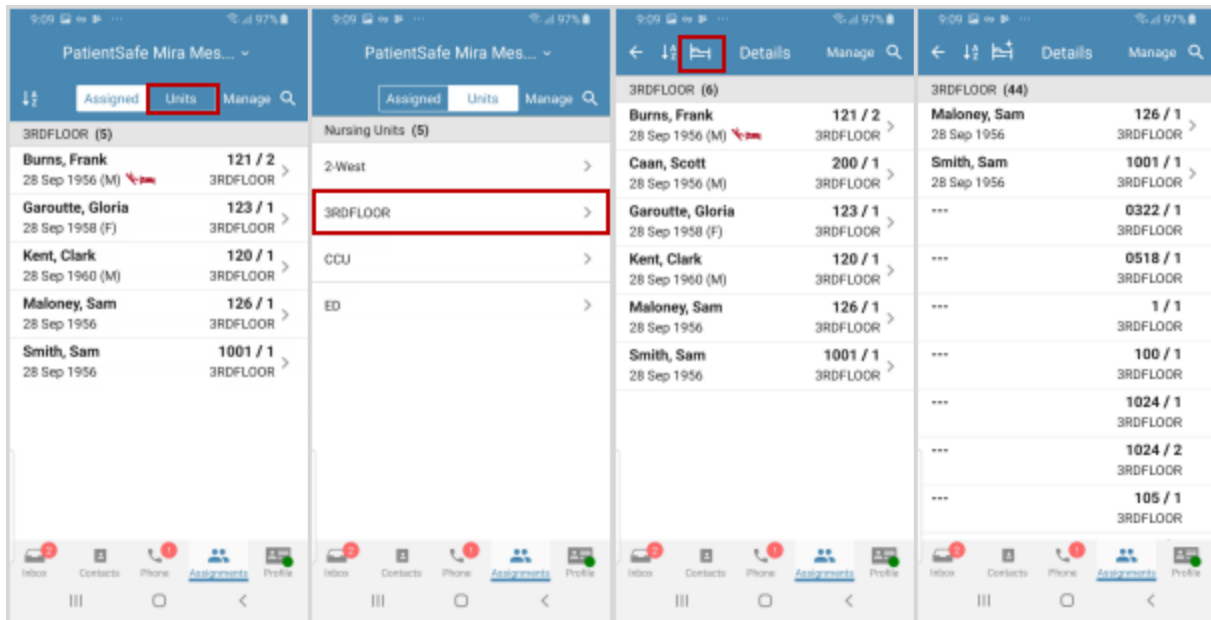 9:09 97%
PatientSafe Mira Mes...
Assigned Units Manage
3RDFLOOR (5)
Burns, Frank 121 / 2
28 Sep 1956 (M) 3RDFLOOR
Garoutte, Gloria 123 / 1
28 Sep 1958 (F) 3RDFLOOR
Kent, Clark 120 / 1
28 Sep 1960 (M) 3RDFLOOR
Maloney, Sam 126 / 1
28 Sep 1956 3RDFLOOR
Smith, Sam 1001 / 1
28 Sep 1956 3RDFLOOR
2 1
Inbox Contacts Phone Assignments Profile
9:09 97%
PatientSafe Mira Mes...
Assigned Units Manage
Nursing Units (5)
2-West
3RDFLOOR
CCU
ED
2 1
Inbox Contacts Phone Assignments Profile
9:09 97%
Details Manage
3RDFLOOR (6)
Burns, Frank 121 / 2
28 Sep 1956 (M) 3RDFLOOR
Caan, Scott 200 / 1
28 Sep 1956 (M) 3RDFLOOR
Garoutte, Gloria 123 / 1
28 Sep 1958 (F) 3RDFLOOR
Kent, Clark 120 / 1
28 Sep 1960 (M) 3RDFLOOR
Maloney, Sam 126 / 1
28 Sep 1956 3RDFLOOR
Smith, Sam 1001 / 1
28 Sep 1956 3RDFLOOR
2 1
Inbox Contacts Phone Assignments Profile
9:09 97%
Details Manage
3RDFLOOR (44)
Maloney, Sam 126 / 1
28 Sep 1956 3RDFLOOR
Smith, Sam 1001 / 1
28 Sep 1956 3RDFLOOR
--- 0322 / 1
3RDFLOOR
--- 0518 / 1
3RDFLOOR
--- 1 / 1
3RDFLOOR
--- 100 / 1
3RDFLOOR
--- 1024 / 1
3RDFLOOR
--- 1024 / 2
3RDFLOOR
--- 105 / 1
3RDFLOOR
2 1
Inbox Contacts Phone Assignments Profile